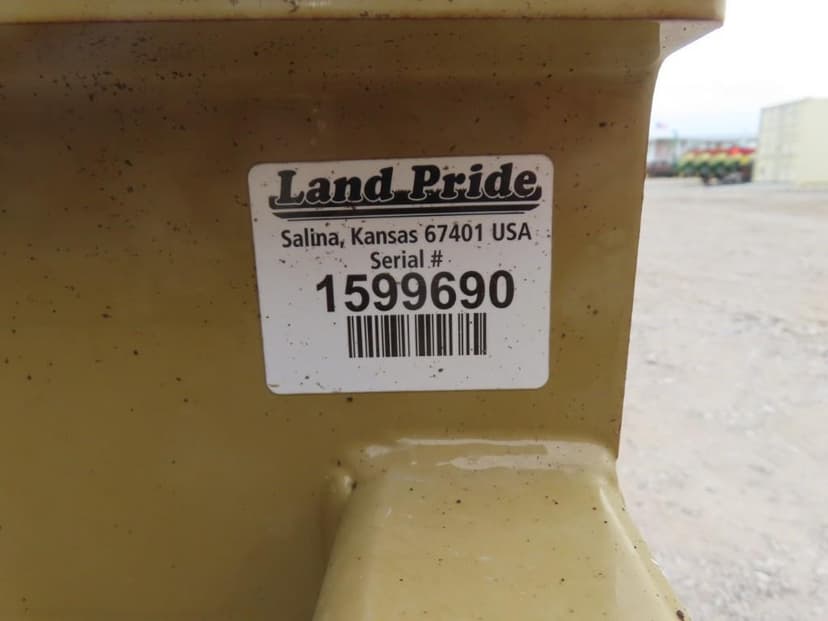 Land Pride
Salina, Kansas 67401 USA
Serial #
1599690